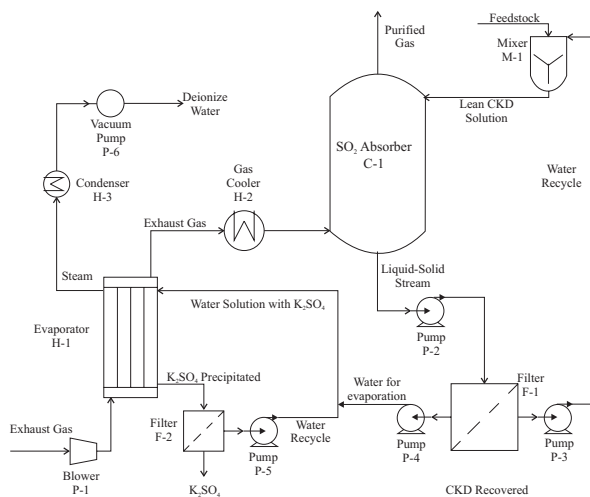 Purified
Gas
Feedstock
Mixer
M-1
Deionize
Water
Vacuum
Pump
P-6
Lean CKD
Solution
SO₂ Absorber
C-1
Gas
Cooler
H-2
Condenser
H-3
Water
Recycle
Exhaust Gas
Steam
Liquid-Solid
Stream
Water Solution with K₂SO₄
Evaporator
H-1
Pump
P-2
K₂SO₄ Precipitated
Water for
evaporation
Filter
F-1
Filter
F-2
Exhaust Gas
Water
Recycle
Pump
P-5
Pump
P-4
Pump
P-3
Blower
P-1
K₂SO₄
CKD Recovered